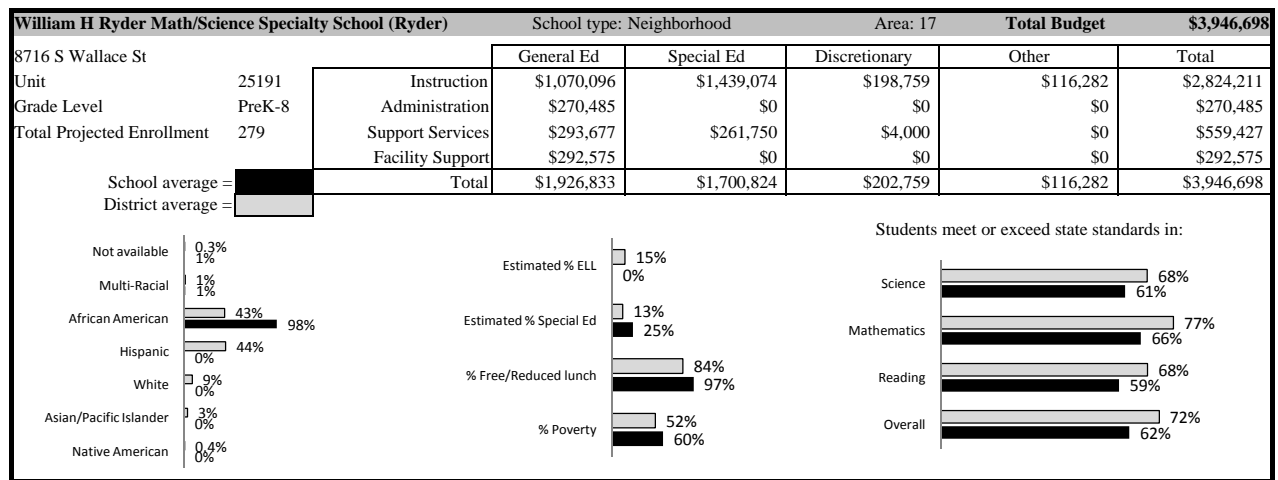 William H Ryder Math/Science Specialty School (Ryder) School type: Neighborhood Area: 17 Total Budget $3,946,698
8716 S Wallace St General Ed Special Ed Discretionary Other Total
Unit 25191 Instruction $1,070,096 $1,439,074 $198,759 $116,282 $2,824,211
Grade Level PreK-8 Administration $270,485 $0 $0 $0 $270,485
Total Projected Enrollment 279 Support Services $293,677 $261,750 $4,000 $0 $559,427
Facility Support $292,575 $0 $0 $0 $292,575
School average = Total $1,926,833 $1,700,824 $202,759 $116,282 $3,946,698
District average =
Not available 0.3%
1%
Multi-Racial 1%
1%
African American 43%
98%
Hispanic 44%
0%
White 9%
0%
Asian/Pacific Islander 3%
0%
Native American 0.4%
0%
Estimated % ELL 15%
0%
Estimated % Special Ed 13%
25%
% Free/Reduced lunch 84%
97%
% Poverty 52%
60%
Students meet or exceed state standards in:
Science 68%
61%
Mathematics 77%
66%
Reading 68%
59%
Overall 72%
62%